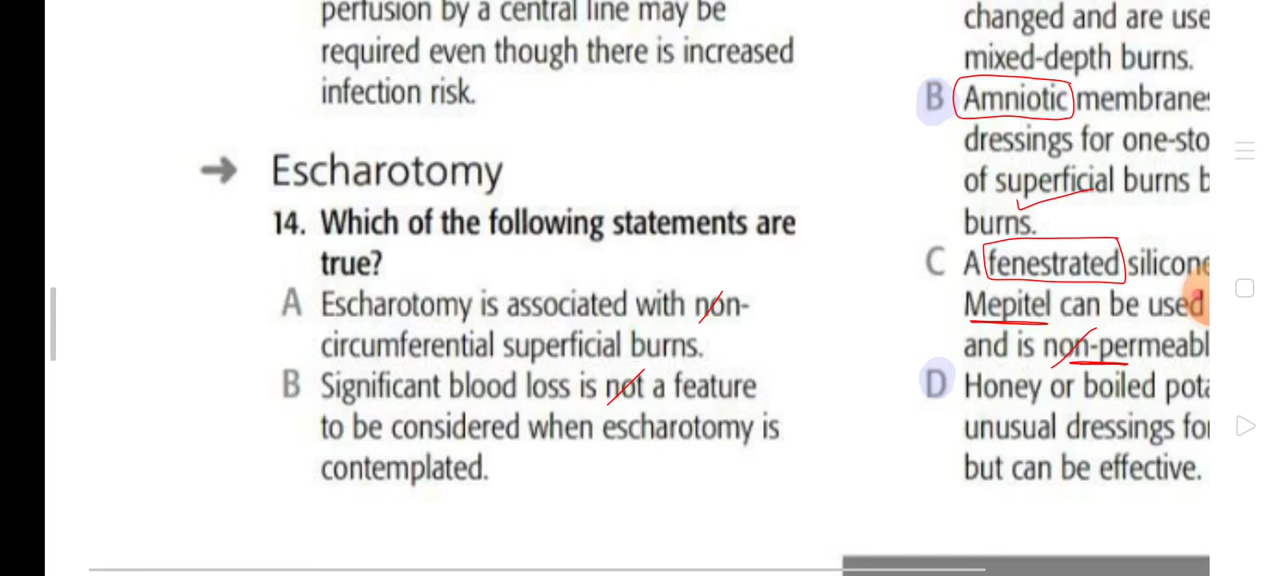 perfusion by a central line may be
required even though there is increased
infection risk.
→ Escharotomy
14. Which of the following statements are
true?
A Escharotomy is associated with non-
circumferential superficial burns.
B Significant blood loss is not a feature
to be considered when escharotomy is
contemplated.
changed and are use
mixed-depth burns.
B Amniotic membranes
dressings for one-sto
of superficial burns b
burns.
C A fenestrated silicone
Mepitel can be used
and is non-permeabl
D Honey or boiled pota
unusual dressings for
but can be effective.